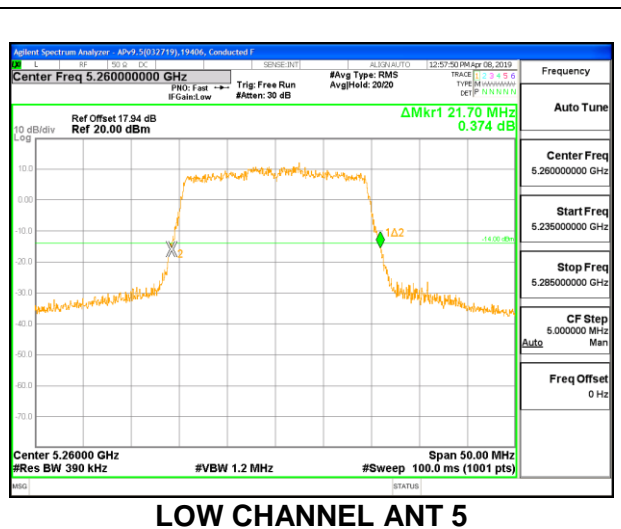 Agilent Spectrum Analyzer - APv9.5(032719),19406, Conducted F
L RF 50 Ω DC SENSE:INT ALIGN AUTO 12:57:50 PM Apr 08, 2019
Center Freq 5.260000000 GHz
PNO: Fast
IFGain:Low
Trig: Free Run
#Atten: 30 dB
#Avg Type: RMS
Avg|Hold: 20/20
TRACE 1 2 3 4 5 6
TYPE M
DET P N N N N N
Frequency
Auto Tune
Ref Offset 17.94 dB
Ref 20.00 dBm
10 dB/div
Log
ΔMkr1 21.70 MHz
0.374 dB
10.0
0.00
-10.0
-20.0
-30.0
-40.0
-50.0
-60.0
-70.0
1Δ2
-14.00 dBm
2
Center Freq
5.260000000 GHz
Start Freq
5.235000000 GHz
Stop Freq
5.285000000 GHz
CF Step
5.000000 MHz
Auto Man
Freq Offset
0 Hz
Center 5.26000 GHz
Span 50.00 MHz
#Res BW 390 kHz
#VBW 1.2 MHz
#Sweep 100.0 ms (1001 pts)
MSG
STATUS
LOW CHANNEL ANT 5